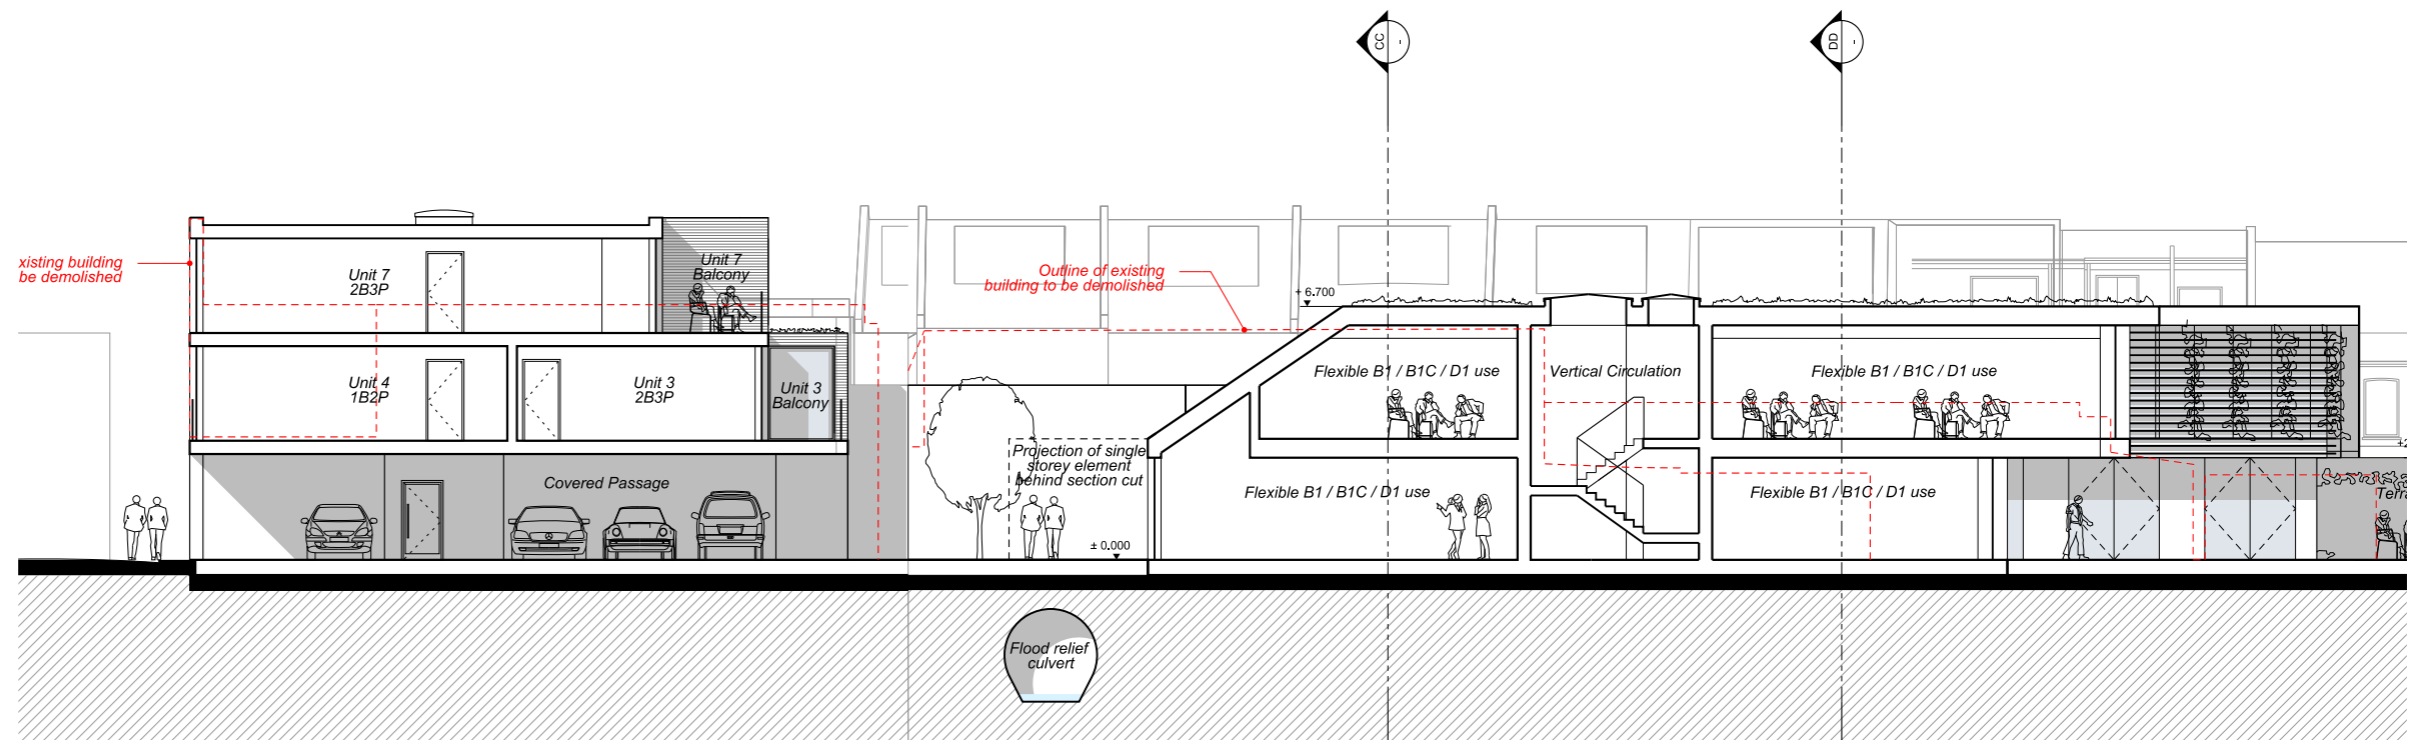 CC
-
DD
-
xisting building
be demolished
Unit 7
2B3P
Unit 7
Balcony
Outline of existing
building to be demolished
+ 6.700
Unit 4
1B2P
Unit 3
2B3P
Unit 3
Balcony
Flexible B1 / B1C / D1 use
Vertical Circulation
Flexible B1 / B1C / D1 use
Projection of single
storey element
behind section cut
Covered Passage
Flexible B1 / B1C / D1 use
Flexible B1 / B1C / D1 use
+2
Terra
± 0.000
Flood relief
culvert